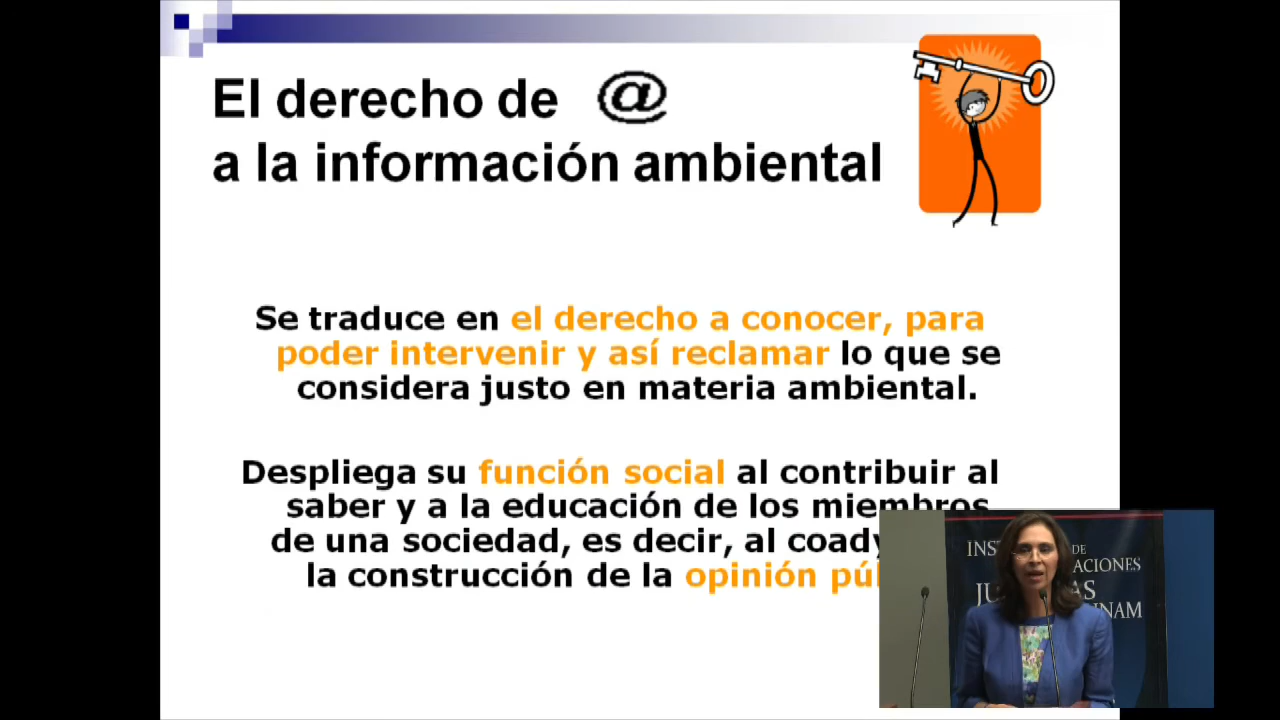 El derecho de @
a la información ambiental
Se traduce en el derecho a conocer, para
poder intervenir y así reclamar lo que se
considera justo en materia ambiental.
Despliega su función social al contribuir al
saber y a la educación de los miembros
de una sociedad, es decir, al
la construcción de la opinión
DE
ACIONES
UNAM